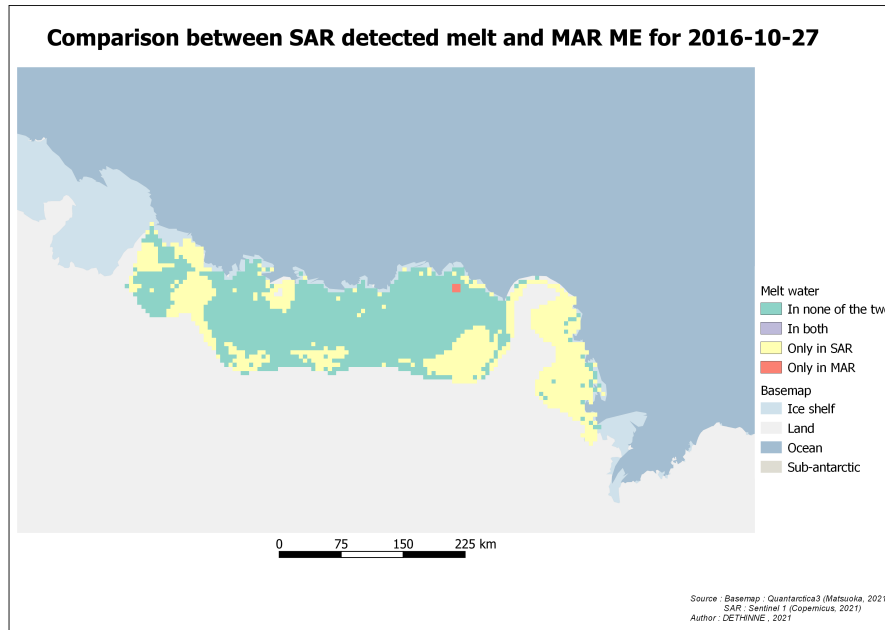 Comparison between SAR detected melt and MAR ME for 2016-10-27
Melt water
In none of the two
In both
Only in SAR
Only in MAR
Basemap
Ice shelf
Land
Ocean
Sub-antarctic
0 75 150 225 km
Source : Basemap : Quantarctica3 (Matsuoka, 2021
SAR : Sentinel 1 (Copernicus, 2021)
Author : DETHINNE , 2021